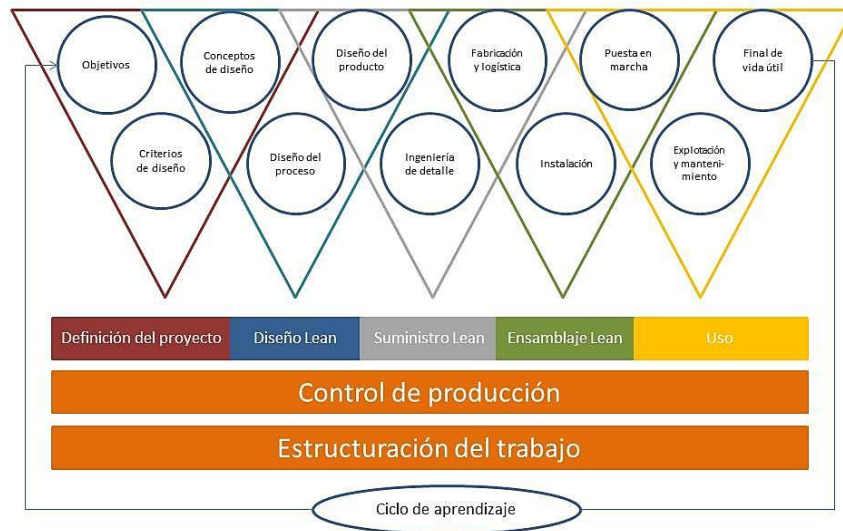 Objetivos
Conceptos
de diseño
Diseño del
producto
Fabricación
y logística
Puesta en
marcha
Final de
vida útil
Criterios
de diseño
Diseño del
proceso
Ingeniería
de detalle
Instalación
Explotación
y manteni-
miento
Definición del proyecto
Diseño Lean
Suministro Lean
Ensamblaje Lean
Uso
Control de producción
Estructuración del trabajo
Ciclo de aprendizaje